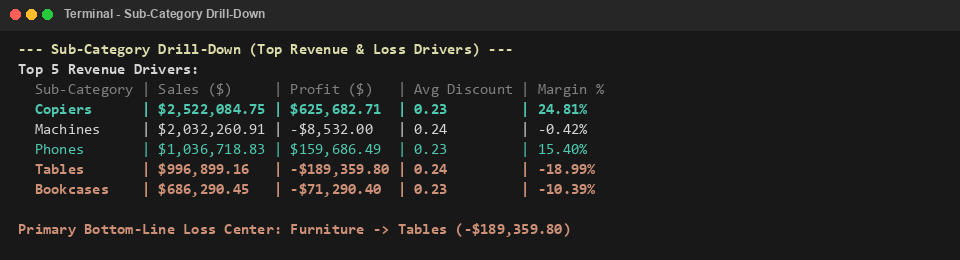 Terminal - Sub-Category Drill-Down
--- Sub-Category Drill-Down (Top Revenue & Loss Drivers) ---
Top 5 Revenue Drivers:
Sub-Category | Sales ($) | Profit ($) | Avg Discount | Margin %
Copiers | $2,522,084.75 | $625,682.71 | 0.23 | 24.81%
Machines | $2,032,260.91 | -$8,532.00 | 0.24 | -0.42%
Phones | $1,036,718.83 | $159,686.49 | 0.23 | 15.40%
Tables | $996,899.16 | -$189,359.80 | 0.24 | -18.99%
Bookcases | $686,290.45 | -$71,290.40 | 0.23 | -10.39%
Primary Bottom-Line Loss Center: Furniture -> Tables (-$189,359.80)